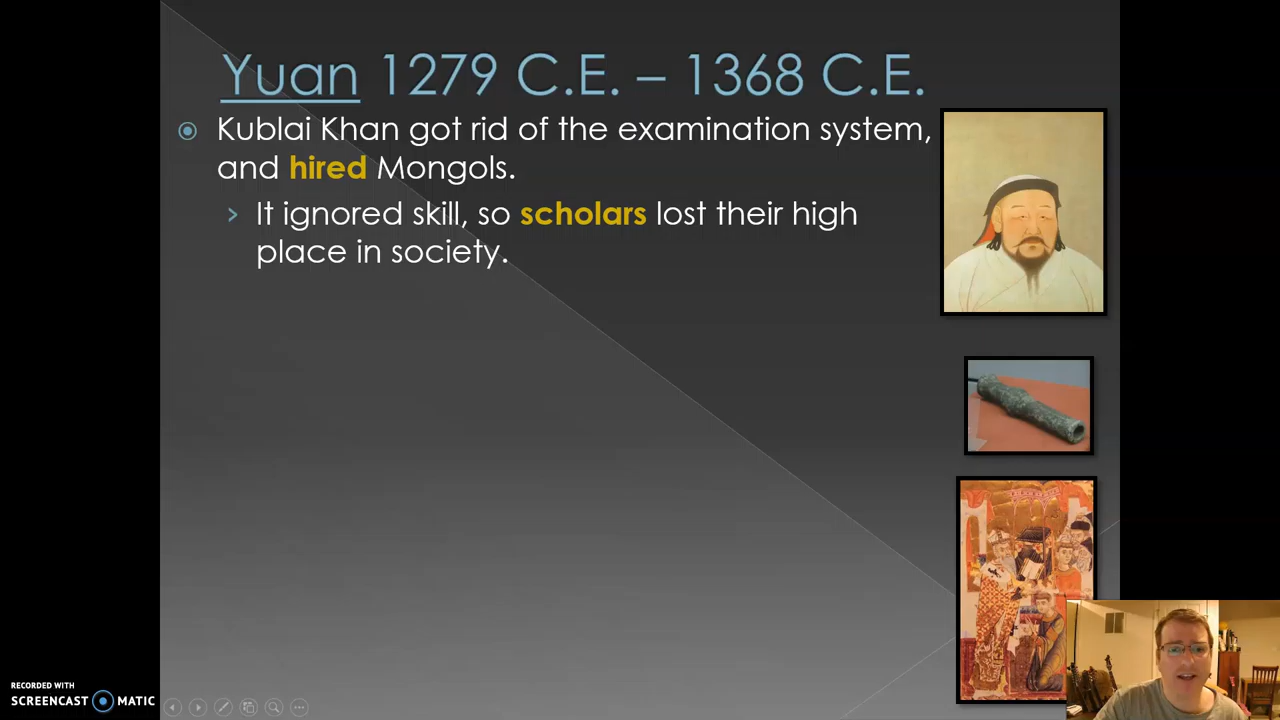 Yuan 1279 C.E. – 1368 C.E.
Kublai Khan got rid of the examination system,
and hired Mongols.
It ignored skill, so scholars lost their high
place in society.
RECORDED WITH
SCREENCAST MATIC